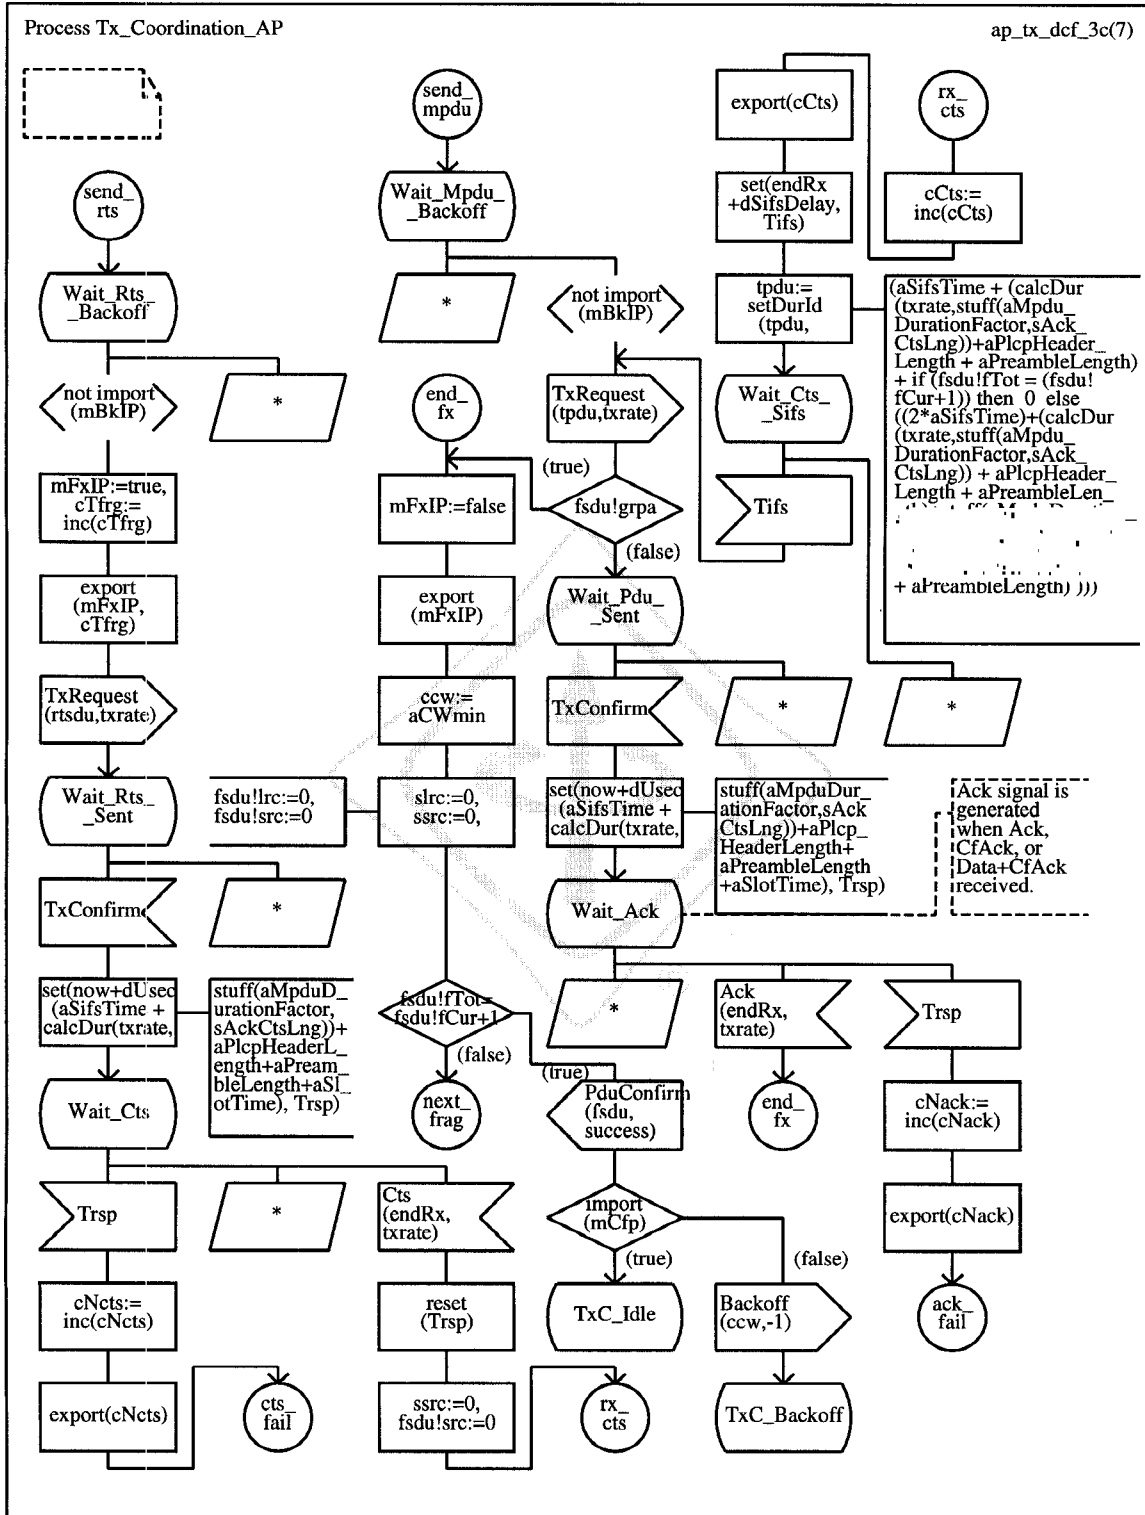 Process Tx_Coordination_AP
ap_tx_dcf_3c(7)
send_
rts
Wait_Rts_
_Backoff
not import
(mBkIP)
*
mFxIP:=true,
cTfrg:=
inc(cTfrg)
export
(mFxIP,
cTfrg)
TxRequest
(rtsdu,txrate)
Wait_Rts_
_Sent
TxConfirm
*
set(now+dUsec
(aSifsTime +
calcDur(txrate,
stuff(aMpduD_
urationFactor,
sAckCtsLng))+
aPlcpHeaderL_
ength+aPream_
bleLength+aSl_
otTime), Trsp)
Wait_Cts
Trsp
*
Cts
(endRx,
txrate)
cNcts:=
inc(cNcts)
export(cNcts)
cts_
fail
reset
(Trsp)
ssrc:=0,
fsdu!src:=0
rx_
cts
send_
mpdu
Wait_Mpdu_
_Backoff
*
not import
(mBkIP)
TxRequest
(tpdu,txrate)
fsdu!grpa
(true)
(false)
end_
fx
mFxIP:=false
export
(mFxIP)
ccw:=
aCWmin
slrc:=0,
ssrc:=0,
fsdu!lrc:=0,
fsdu!src:=0
fsdu!fTot=
fsdu!fCur+1
(false)
(true)
next_
frag
PduConfirm
(fsdu,
success)
import
(mCfp)
(true)
(false)
TxC_Idle
Backoff
(ccw,-1)
TxC_Backoff
Wait_Pdu_
_Sent
TxConfirm
*
set(now+dUsec
(aSifsTime +
calcDur(txrate,
stuff(aMpduDur_
ationFactor,sAck
CtsLng))+aPlcp_
HeaderLength+
aPreambleLength
+aSlotTime), Trsp)
Wait_Ack
Ack signal is
generated
when Ack,
CfAck, or
Data+CfAck
received.
*
Ack
(endRx,
txrate)
end_
fx
Trsp
cNack:=
inc(cNack)
export(cNack)
ack_
fail
rx_
cts
cCts:=
inc(cCts)
export(cCts)
set(endRx
+dSifsDelay,
Tifs)
tpdu:=
setDurId
(tpdu,
(aSifsTime + (calcDur
(txrate,stuff(aMpdu_
DurationFactor,sAck_
CtsLng))+aPlcpHeader_
Length + aPreambleLength)
+ if (fsdu!fTot = (fsdu!
fCur+1)) then 0 else
((2*aSifsTime)+(calcDur
(txrate,stuff(aMpdu_
DurationFactor,sAck_
CtsLng)) + aPlcpHeader_
Length + aPreambleLen_
+ aPreambleLength) )))
Wait_Cts_
_Sifs
Tifs
*